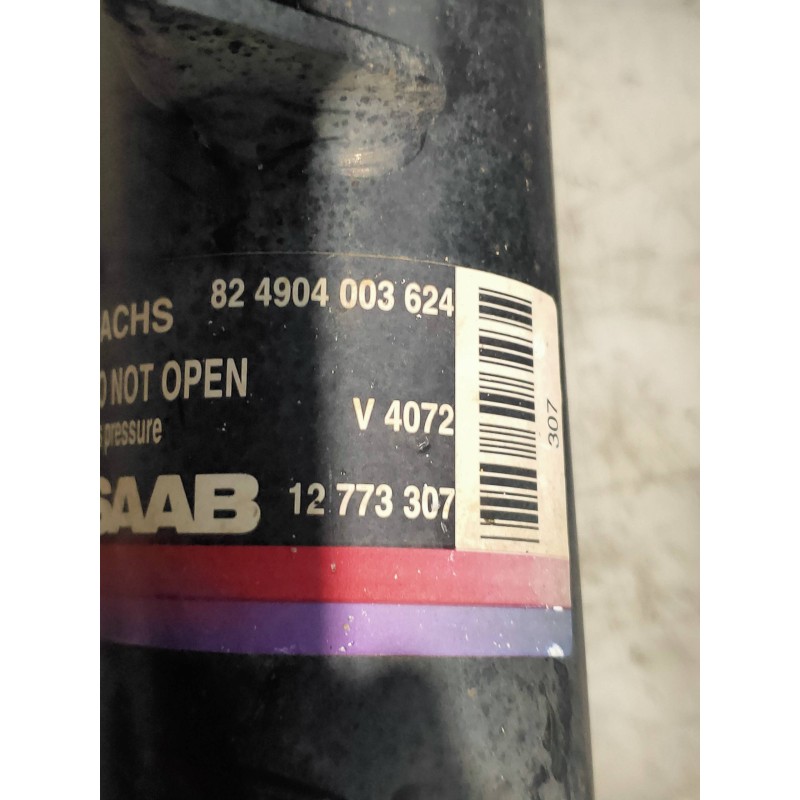 82 4904 003 624
ACHS
NOT OPEN
V 4072
pressure
SAAB 12 773 307
307